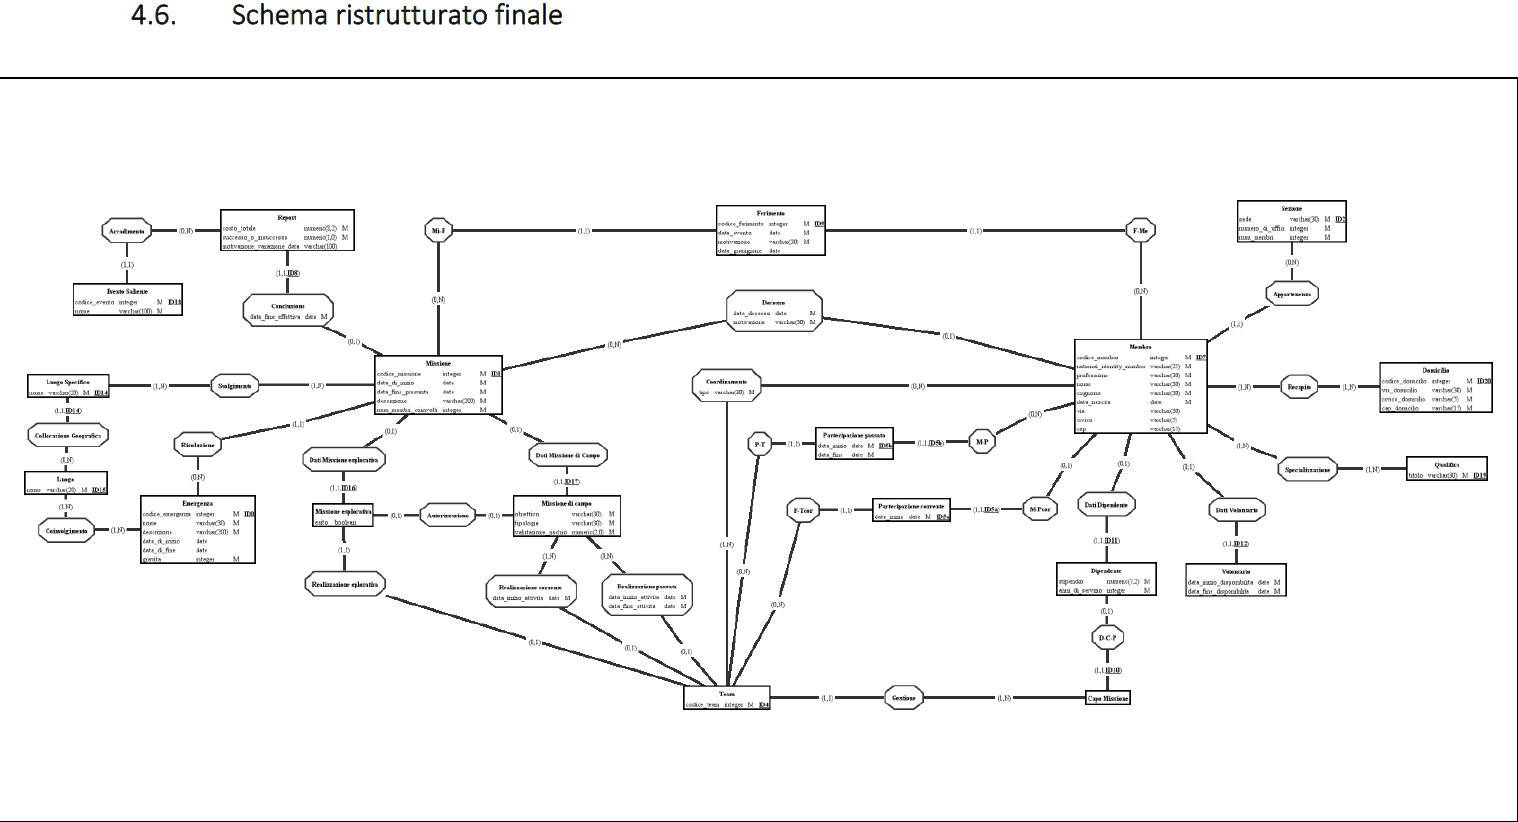 4.6. Schema ristrutturato finale
Accadimento
(0,N)
(1,1)
Report
costo_totale numeric(8,2) M
successo_o_insuccesso numeric(1,0) M
motivazione_variazione_data varchar(100)
Evento Saliente
codice_evento integer M ID18
nome varchar(100) M
(1,1,ID8)
Conclusione
data_fine_effettiva date M
(0,1)
Mi-F
(1,1)
(0,N)
Ferimento
codice_ferimento integer M ID9
data_evento date M
motivazione varchar(30) M
data_guarigione date
(1,1)
F-Me
(0,N)
Sezione
sede varchar(30) M
numero_di_uffici integer M
num_membri integer M
(0,N)
Appartenenza
(1,1)
Decesso
data_decesso date M
motivazione varchar(30) M
(0,N)
(0,1)
Missione
codice_missione integer M ID1
data_di_inizio date M
data_fine_prevista date M
descrizione varchar(200) M
num_membri_coinvolti integer M
Membro
codice_membro integer M ID7
national_identity_number varchar(25) M
professione varchar(30) M
nome varchar(30) M
cognome varchar(30) M
data_nascita date M
via varchar(30)
civico varchar(5)
cap varchar(15)
Luogo Specifico
nome varchar(20) M ID14
(1,N)
Svolgimento
(1,N)
Coordinamento
tipo varchar(30) M
(0,N)
(1,N)
Recapito
(1,N)
Domicilio
codice_domicilio integer M ID20
via_domicilio varchar(30) M
civico_domicilio varchar(5) M
cap_domicilio varchar(15) M
(1,1,ID14)
Collocazione Geografica
(1,N)
Luogo
nome varchar(20) M ID15
(1,N)
Coinvolgimento
(1,N)
Risoluzione
(1,1)
(0,N)
Emergenza
codice_emergenza integer M ID0
nome varchar(30) M
descrizione varchar(200) M
data_di_inizio date
data_di_fine date
gravita integer M
(0,1)
Dati Missione esplorativa
(1,1,ID16)
Missione esplorativa
esito boolean
(0,1)
Autorizzazione
(0,1)
(0,1)
Dati Missione di Campo
(1,1,ID17)
Missione di campo
obiettivo varchar(30) M
tipologia varchar(30) M
valutazione_rischio numeric(2,0) M
(1,1)
Realizzazione eplorativa
(0,1)
(1,N)
Realizzazione corrente
data_inizio_attivita date M
(0,1)
(0,N)
Realizzazione passata
data_inizio_attivita date M
data_fine_attivita date M
(0,1)
(1,N)
P-T
(0,N)
(1,1)
Partecipazione passata
data_inizio date M ID5b
data_fine date M
(1,1,ID5b)
M-P
(0,N)
P-Tcor
(0,N)
(1,1)
Partecipazione corrente
data_inizio date M ID5a
(1,1,ID5a)
M-Pcor
(0,1)
(0,1)
Dati Dipendente
(1,1,ID11)
Dipendente
stipendio numeric(7,2) M
anni_di_servizio integer M
(0,1)
D-C-P
(1,1,ID10)
Capo Missione
(0,1)
Dati Volontario
(1,1,ID12)
Volontario
data_inizio_disponibilita date M
data_fine_disponibilita date M
(1,N)
Specializzazione
(1,N)
Qualifica
titolo varchar(30) M ID19
Team
codice_team integer M ID4
(1,1)
Gestione
(1,N)